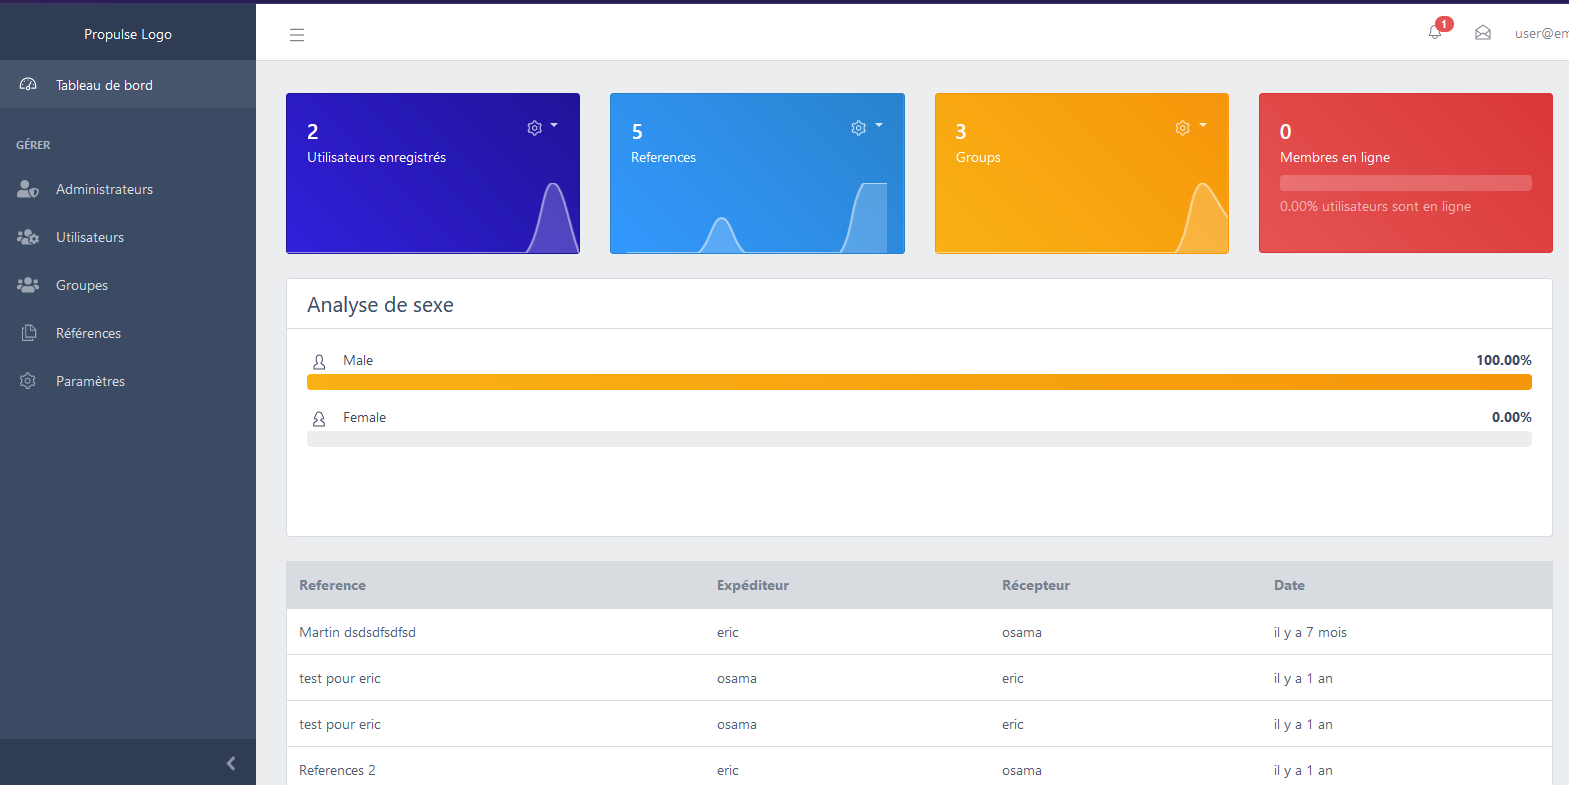 Propulse Logo
1
user@em
Tableau de bord
GÉRER
Administrateurs
Utilisateurs
Groupes
Références
Paramètres
2
Utilisateurs enregistrés
5
References
3
Groups
0
Membres en ligne
0.00% utilisateurs sont en ligne
Analyse de sexe
Male 100.00%
Female 0.00%
Reference Expéditeur Récepteur Date
Martin dsdsdfsdfsd eric osama il y a 7 mois
test pour eric osama eric il y a 1 an
test pour eric osama eric il y a 1 an
References 2 eric osama il y a 1 an